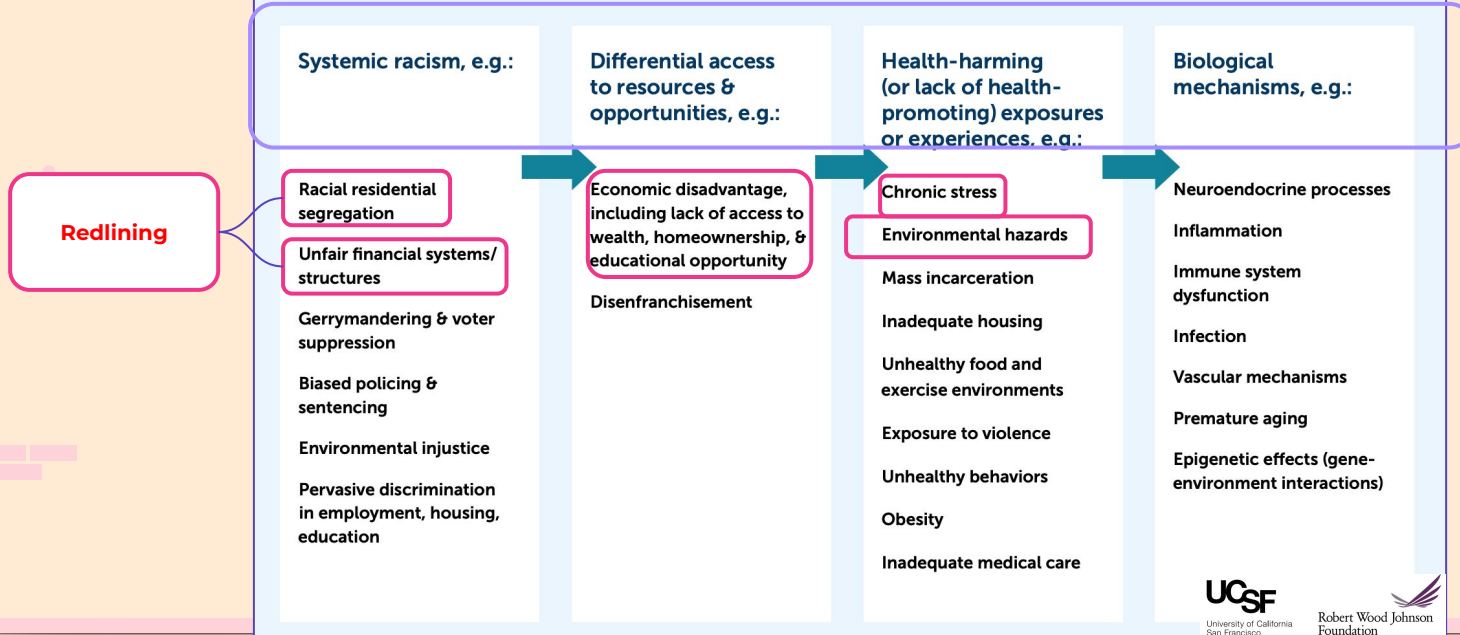 Redlining
Systemic racism, e.g.:
Racial residential
segregation
Unfair financial systems/
structures
Gerrymandering & voter
suppression
Biased policing &
sentencing
Environmental injustice
Pervasive discrimination
in employment, housing,
education
Differential access
to resources &
opportunities, e.g.:
Economic disadvantage,
including lack of access to
wealth, homeownership, &
educational opportunity
Disenfranchisement
Health-harming
(or lack of health-
promoting) exposures
or experiences, e.g.:
Chronic stress
Environmental hazards
Mass incarceration
Inadequate housing
Unhealthy food and
exercise environments
Exposure to violence
Unhealthy behaviors
Obesity
Inadequate medical care
Biological
mechanisms, e.g.:
Neuroendocrine processes
Inflammation
Immune system
dysfunction
Infection
Vascular mechanisms
Premature aging
Epigenetic effects (gene-
environment interactions)
UCSF
University of California
San Francisco
Robert Wood Johnson
Foundation